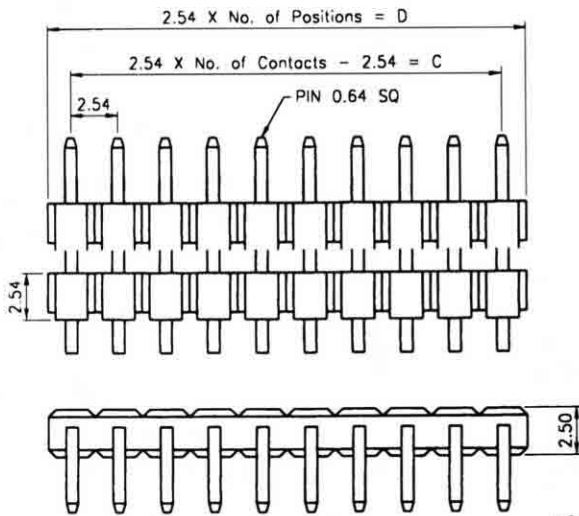 2.54 X No. of Positions = D
2.54 X No. of Contacts - 2.54 = C
2.54
PIN 0.64 SQ
2.54
2.50